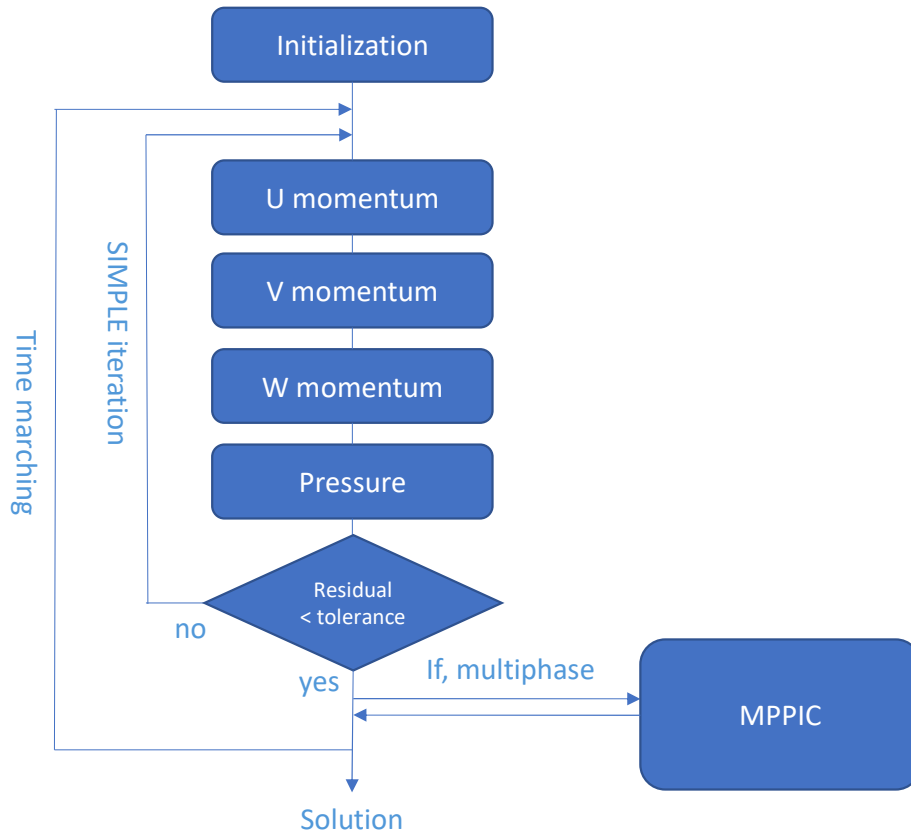 Initialization
U momentum
V momentum
W momentum
Pressure
SIMPLE iteration
Time marching
Residual
< tolerance
no
yes
If, multiphase
MPPIC
Solution